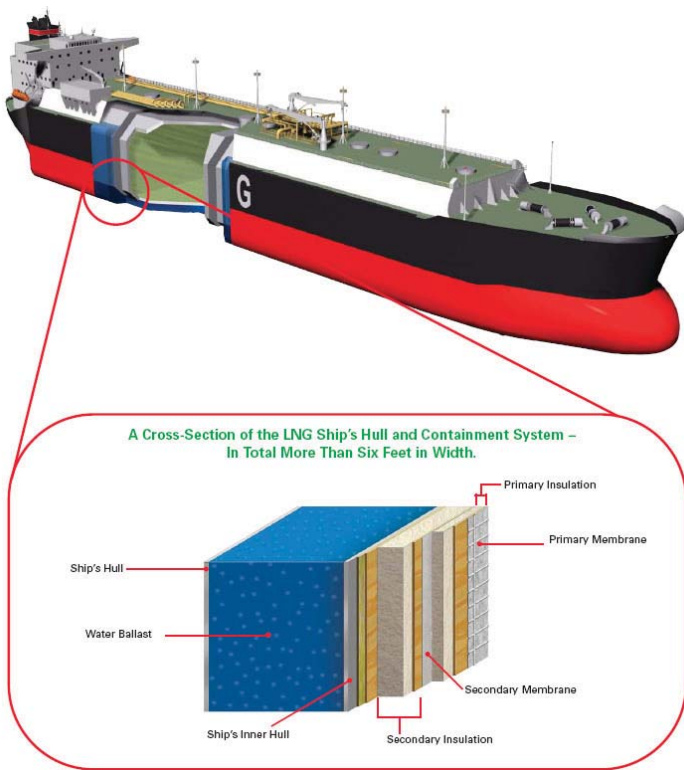 G
A Cross-Section of the LNG Ship's Hull and Containment System –
In Total More Than Six Feet in Width.
Primary Insulation
Primary Membrane
Ship's Hull
Water Ballast
Secondary Membrane
Ship's Inner Hull
Secondary Insulation